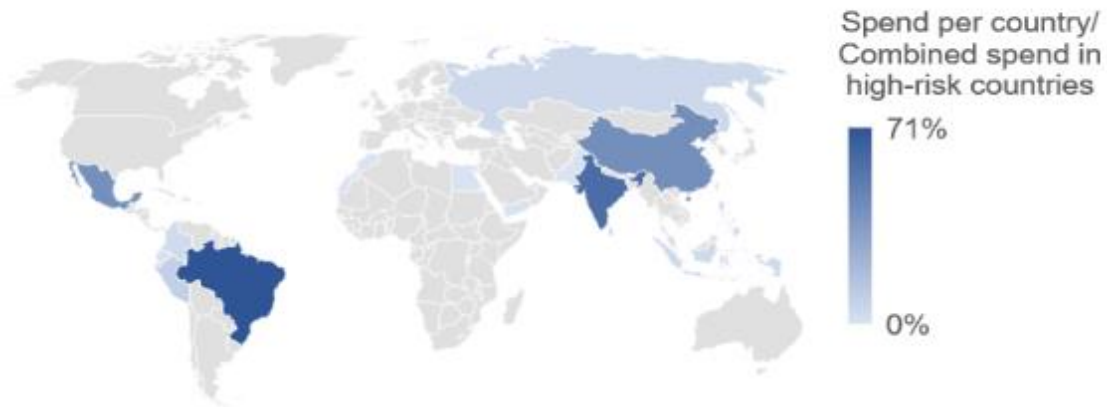 Spend per country/
Combined spend in
high-risk countries
71%
0%